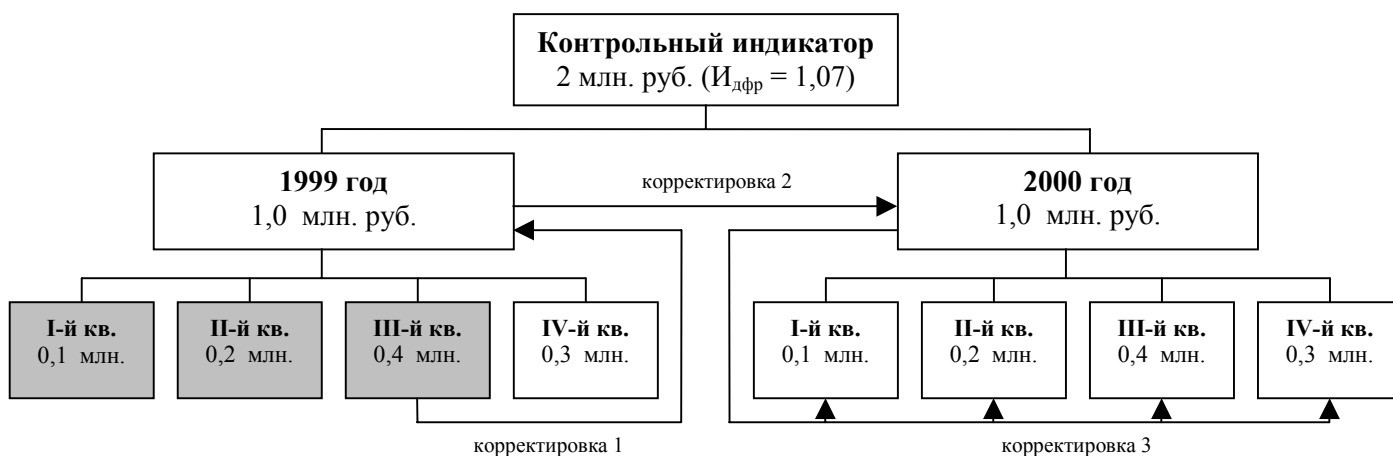 Контрольный индикатор
2 млн. руб. (Идфр = 1,07)
1999 год
1,0 млн. руб.
корректировка 2
2000 год
1,0 млн. руб.
I-й кв.
0,1 млн.
II-й кв.
0,2 млн.
III-й кв.
0,4 млн.
IV-й кв.
0,3 млн.
I-й кв.
0,1 млн.
II-й кв.
0,2 млн.
III-й кв.
0,4 млн.
IV-й кв.
0,3 млн.
корректировка 1
корректировка 3